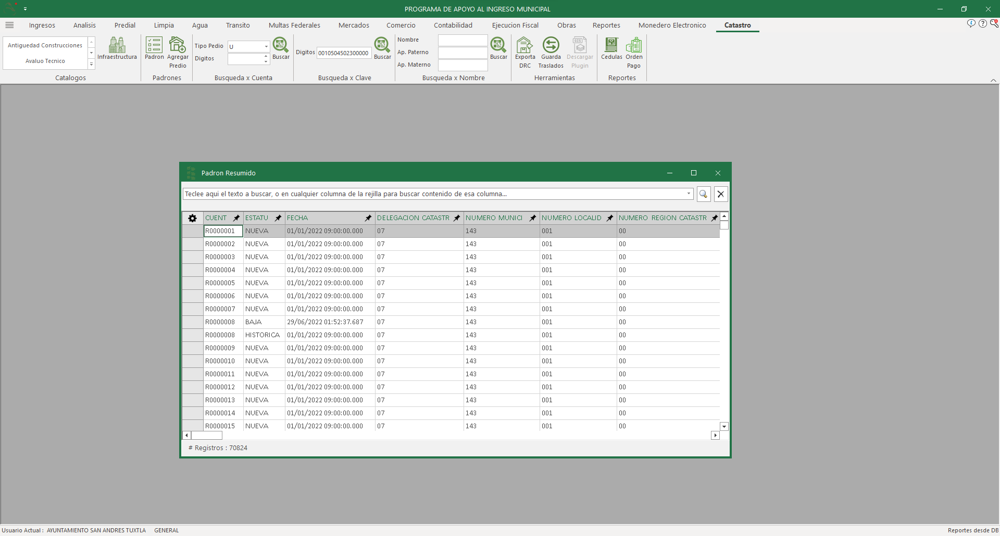 PROGRAMA DE APOYO AL INGRESO MUNICIPAL
Ingresos Analisis Predial Limpia Agua Transito Multas Federales Mercados Comercio Contabilidad Ejecucion Fiscal Obras Reportes Monedero Electronico Catastro
Antiguedad Construcciones
Avaluo Tecnico
Infraestructura
Catalogos
Padron
Agregar
Predio
Padrones
Tipo Pedio U
Digitos
Buscar
Busqueda x Cuenta
Digitos 0010504502300000
Buscar
Busqueda x Clave
Nombre
Ap. Paterno
Ap. Materno
Buscar
Busqueda x Nombre
Exporta
DRC
Guarda
Traslados
GIS
Descargar
Plugin
Herramientas
Cedulas
Orden
Pago
Reportes
Padron Resumido
Teclee aqui el texto a buscar, o en cualquier columna de la rejilla para buscar contenido de esa columna...
CUENT ESTATU FECHA DELEGACION CATASTR NUMERO MUNICI NUMERO LOCALID NUMERO REGION CATASTR
R0000001 NUEVA 01/01/2022 09:00:00.000 07 143 001 00
R0000002 NUEVA 01/01/2022 09:00:00.000 07 143 001 00
R0000003 NUEVA 01/01/2022 09:00:00.000 07 143 001 00
R0000004 NUEVA 01/01/2022 09:00:00.000 07 143 001 00
R0000005 NUEVA 01/01/2022 09:00:00.000 07 143 001 00
R0000006 NUEVA 01/01/2022 09:00:00.000 07 143 001 00
R0000007 NUEVA 01/01/2022 09:00:00.000 07 143 001 00
R0000008 BAJA 29/06/2022 01:52:37.687 07 143 001 00
R0000008 HISTORICA 01/01/2022 09:00:00.000 07 143 001 00
R0000009 NUEVA 01/01/2022 09:00:00.000 07 143 001 00
R0000010 NUEVA 01/01/2022 09:00:00.000 07 143 001 00
R0000011 NUEVA 01/01/2022 09:00:00.000 07 143 001 00
R0000012 NUEVA 01/01/2022 09:00:00.000 07 143 001 00
R0000013 NUEVA 01/01/2022 09:00:00.000 07 143 001 00
R0000014 NUEVA 01/01/2022 09:00:00.000 07 143 001 00
R0000015 NUEVA 01/01/2022 09:00:00.000 07 143 001 00
# Registros : 70824
Usuario Actual : AYUNTAMIENTO SAN ANDRES TUXTLA GENERAL Reportes desde DB